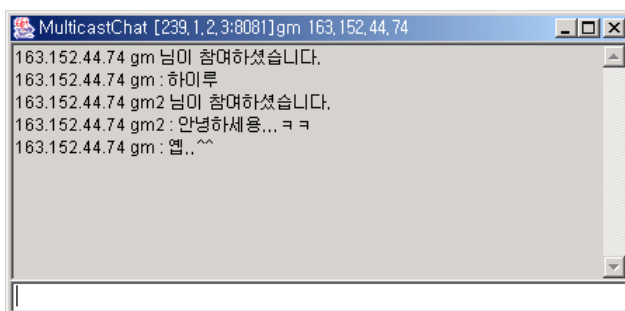 MulticastChat [239,1,2,3:8081]gm 163,152,44,74
163.152.44.74 gm 님이 참여하셨습니다.
163.152.44.74 gm : 하이루
163.152.44.74 gm2 님이 참여하셨습니다.
163.152.44.74 gm2 : 안녕하세용,,,ㅋㅋ
163.152.44.74 gm : 옙,,^^